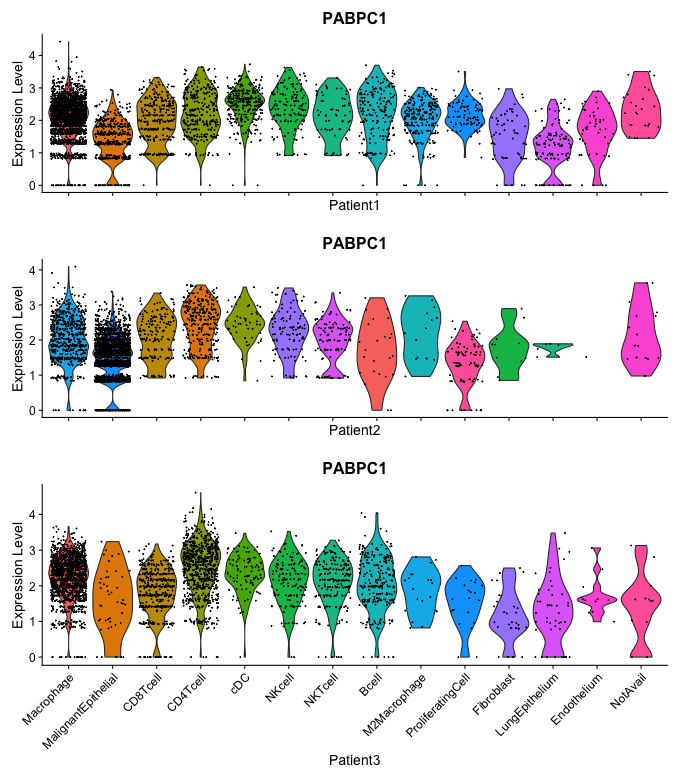 PABPC1
Expression Level
4
3
2
1
0
Patient1
PABPC1
Expression Level
4
3
2
1
0
Patient2
PABPC1
Expression Level
4
3
2
1
0
Macrophage
MalignantEpithelial
CD8Tcell
CD4Tcell
cDC
NKcell
NKTcell
Bcell
M2Macrophage
ProliferatingCell
Fibroblast
LungEpithelium
Endothelium
NotAvail
Patient3